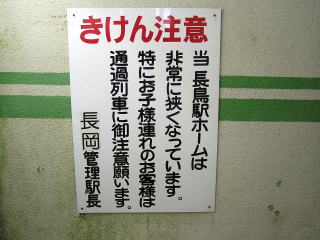 きけん注意
当 長鳥駅ホームは
非常に狭くなっています。
特にお子様連れのお客様は
通過列車に御注意願います。
長岡管理駅長